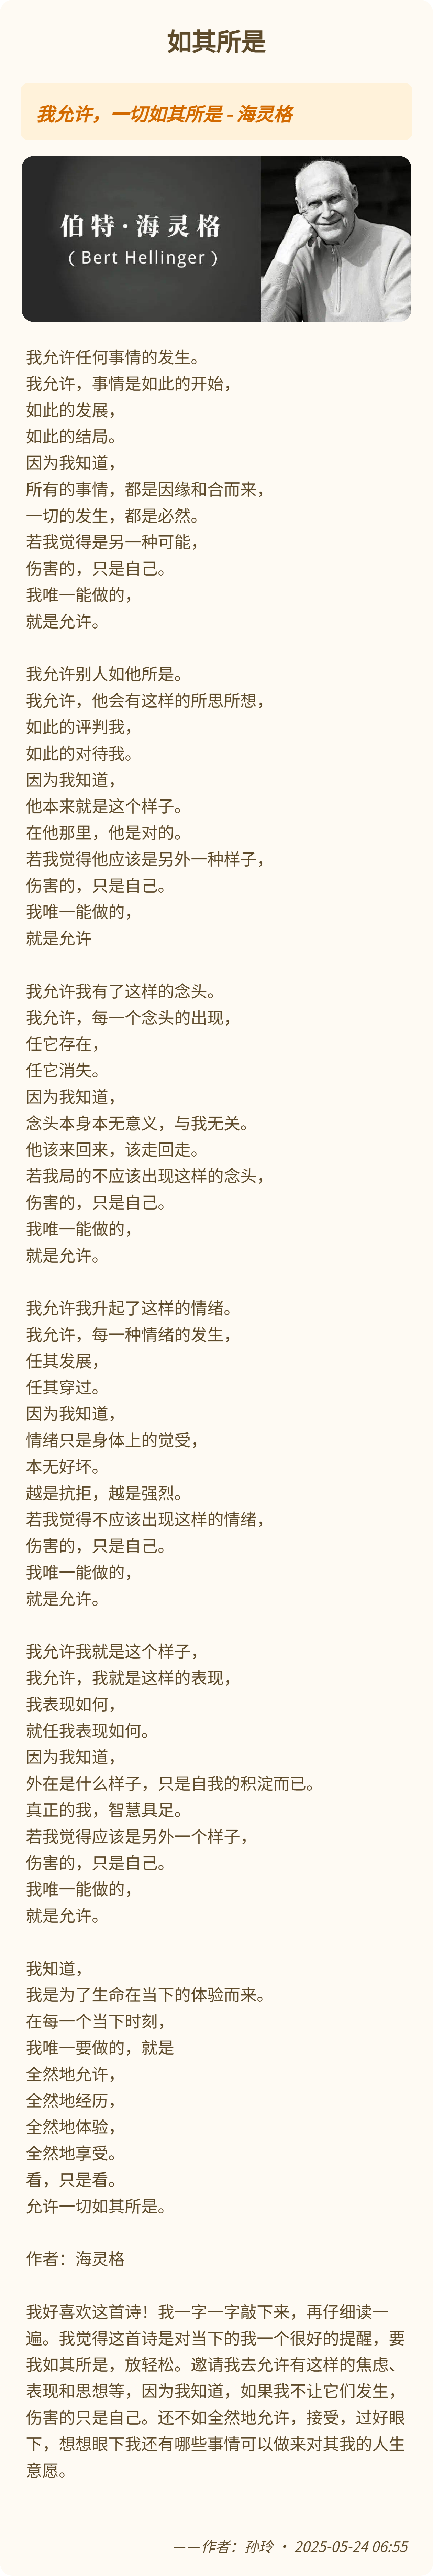 如其所是
我允许，一切如其所是 - 海灵格
伯特·海灵格
（Bert Hellinger）
我允许任何事情的发生。
我允许，事情是如此的开始，
如此的发展，
如此的结局。
因为我知道，
所有的事情，都是因缘和合而来，
一切的发生，都是必然。
若我觉得是另一种可能，
伤害的，只是自己。
我唯一能做的，
就是允许。
我允许别人如他所是。
我允许，他会有这样的所思所想，
如此的评判我，
如此的对待我。
因为我知道，
他本来就是这个样子。
在他那里，他是对的。
若我觉得他应该是另外一种样子，
伤害的，只是自己。
我唯一能做的，
就是允许
我允许我有了这样的念头。
我允许，每一个念头的出现，
任它存在，
任它消失。
因为我知道，
念头本身本无意义，与我无关。
他该来回来，该走回走。
若我局的不应该出现这样的念头，
伤害的，只是自己。
我唯一能做的，
就是允许。
我允许我升起了这样的情绪。
我允许，每一种情绪的发生，
任其发展，
任其穿过。
因为我知道，
情绪只是身体上的觉受，
本无好坏。
越是抗拒，越是强烈。
若我觉得不应该出现这样的情绪，
伤害的，只是自己。
我唯一能做的，
就是允许。
我允许我就是这个样子，
我允许，我就是这样的表现，
我表现如何，
就任我表现如何。
因为我知道，
外在是什么样子，只是自我的积淀而已。
真正的我，智慧具足。
若我觉得应该是另外一个样子，
伤害的，只是自己。
我唯一能做的，
就是允许。
我知道，
我是为了生命在当下的体验而来。
在每一个当下时刻，
我唯一要做的，就是
全然地允许，
全然地经历，
全然地体验，
全然地享受。
看，只是看。
允许一切如其所是。
作者：海灵格
我好喜欢这首诗！我一字一字敲下来，再仔细读一
遍。我觉得这首诗是对当下的我一个很好的提醒，要
我如其所是，放轻松。邀请我去允许有这样的焦虑、
表现和思想等，因为我知道，如果我不让它们发生，
伤害的只是自己。还不如全然地允许，接受，过好眼
下，想想眼下我还有哪些事情可以做来对其我的人生
意愿。
——作者：孙玲 · 2025-05-24 06:55